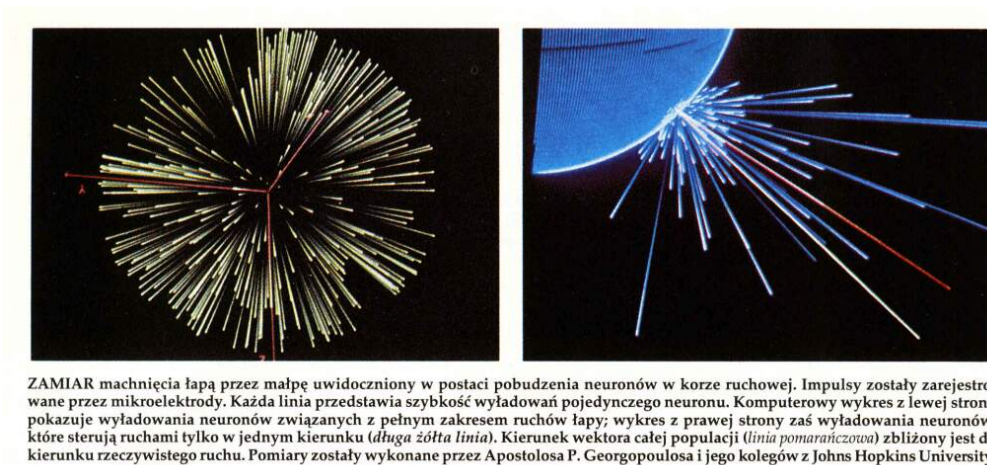 ZAMIAR machnięcia łapą przez małpę uwidoczniony w postaci pobudzenia neuronów w korze ruchowej. Impulsy zostały zarejestro
wane przez mikroelektrody. Każda linia przedstawia szybkość wyładowań pojedynczego neuronu. Komputerowy wykres z lewej stron
pokazuje wyładowania neuronów związanych z pełnym zakresem ruchów łapy; wykres z prawej strony zaś wyładowania neuronów
które sterują ruchami tylko w jednym kierunku (długa żółta linia). Kierunek wektora całej populacji (linia pomarańczowa) zbliżony jest d
kierunku rzeczywistego ruchu. Pomiary zostały wykonane przez Apostolosa P. Georgopoulosa i jego kolegów z Johns Hopkins University